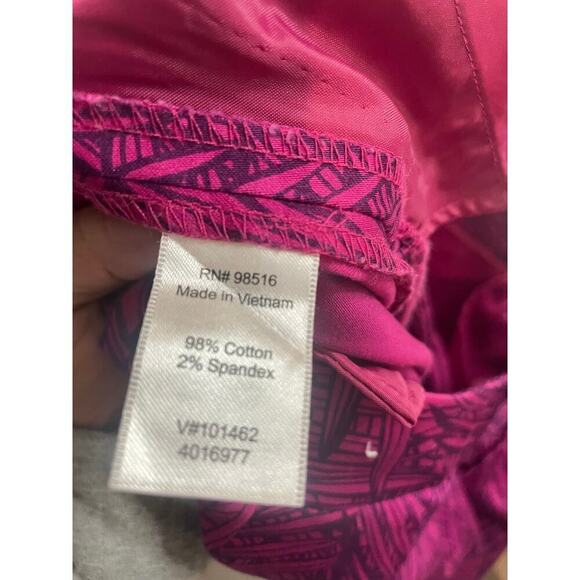 RN# 98516
Made in Vietnam
98% Cotton
2% Spandex
V#101462
4016977